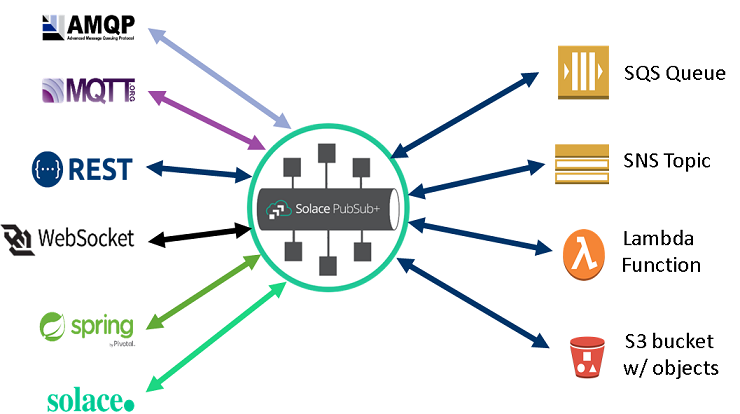 AMQP
Advanced Message Queuing Protocol
MQTT.ORG
{···} REST
WebSocket
spring
by Pivotal.
solace.
Solace PubSub+
SQS Queue
SNS Topic
λ
Lambda
Function
S3 bucket
w/ objects